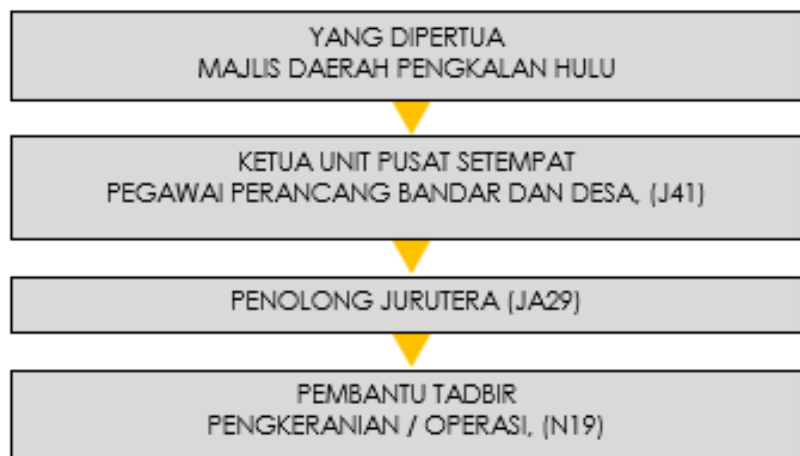 YANG DIPERTUA
MAJLIS DAERAH PENGKALAN HULU
KETUA UNIT PUSAT SETEMPAT
PEGAWAI PERANCANG BANDAR DAN DESA, (J41)
PENOLONG JURUTERA (JA29)
PEMBANTU TADBIR
PENGKERANIAN / OPERASI, (N19)